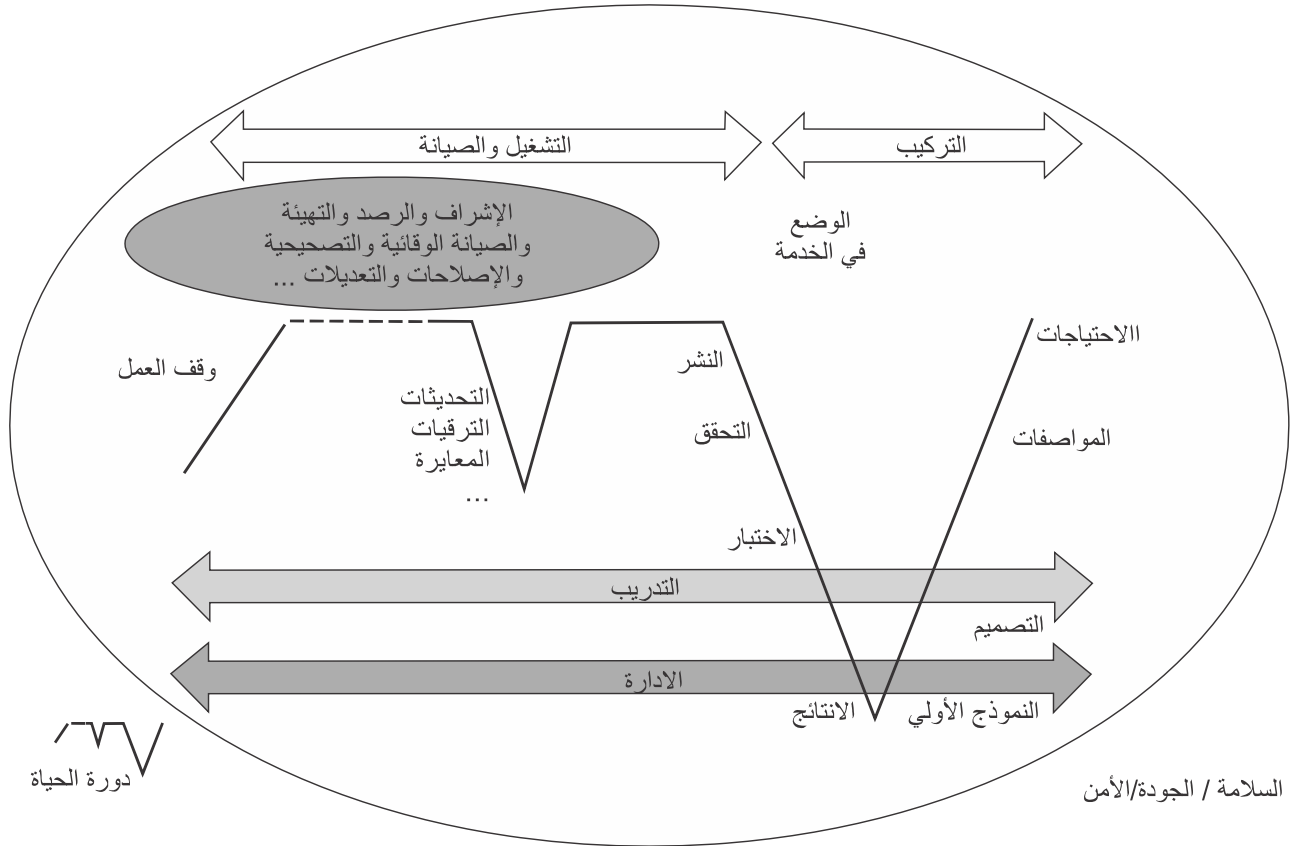 التركيب
التشغيل والصيانة
الإشراف والرصد والتهيئة
والصيانة الوقائية والتصحيحية
والإصلاحات والتعديلات ...
الوضع
في الخدمة
االاحتياجات
المواصفات
التصميم
النموذج الأولي
الانتائج
الاختبار
التحقق
النشر
التحديثات
الترقيات
المعايرة
...
وقف العمل
التدريب
الادارة
دورة الحياة
السلامة / الجودة/الأمن